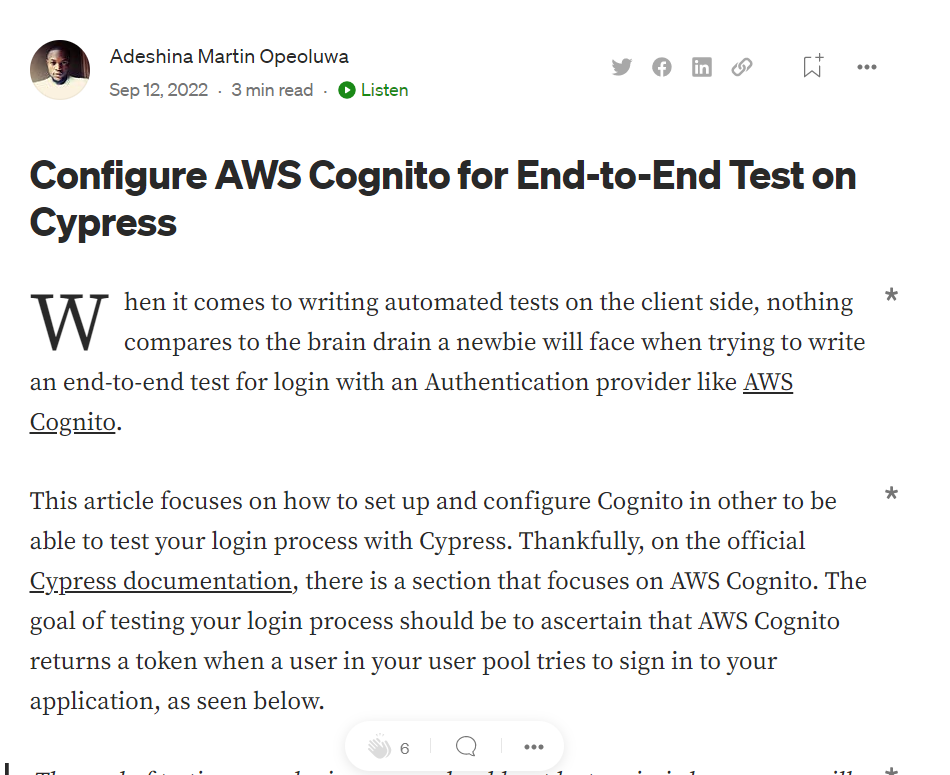 Adeshina Martin Opeoluwa
Sep 12, 2022 · 3 min read · Listen
Configure AWS Cognito for End-to-End Test on
Cypress
When it comes to writing automated tests on the client side, nothing
compares to the brain drain a newbie will face when trying to write
an end-to-end test for login with an Authentication provider like AWS
Cognito.
This article focuses on how to set up and configure Cognito in other to be
able to test your login process with Cypress. Thankfully, on the official
Cypress documentation, there is a section that focuses on AWS Cognito. The
goal of testing your login process should be to ascertain that AWS Cognito
returns a token when a user in your user pool tries to sign in to your
application, as seen below.
6